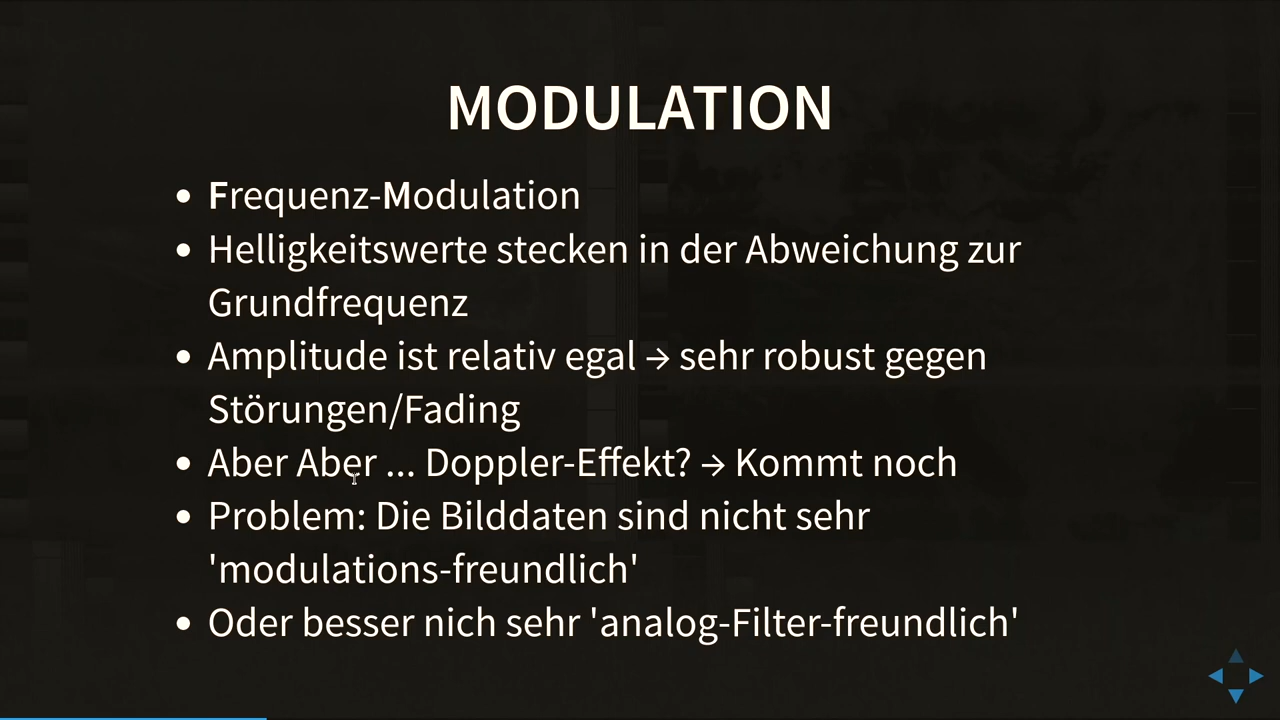 MODULATION
Frequenz-Modulation
Helligkeitswerte stecken in der Abweichung zur
Grundfrequenz
Amplitude ist relativ egal → sehr robust gegen
Störungen/Fading
Aber Aber ... Doppler-Effekt? → Kommt noch
Problem: Die Bilddaten sind nicht sehr
'modulations-freundlich'
Oder besser nich sehr 'analog-Filter-freundlich'